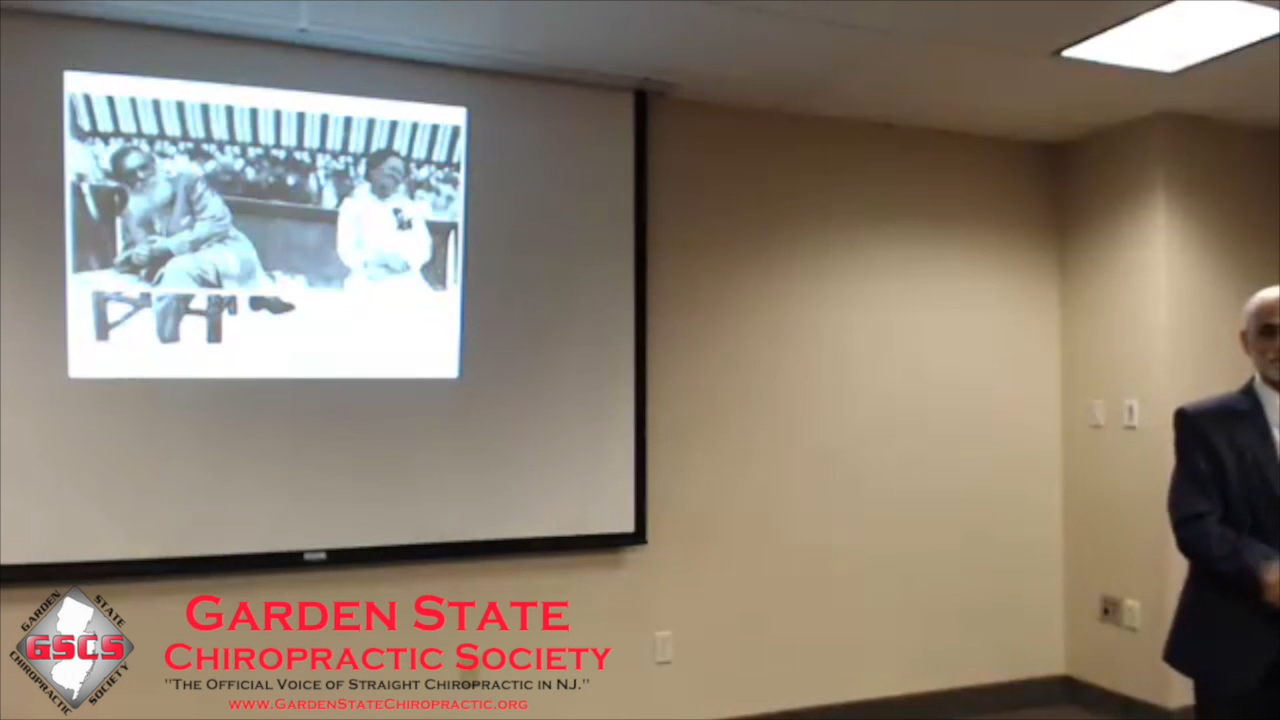 GARDEN STATE
GSCS
CHIROPRACTIC SOCIETY
GARDEN STATE
CHIROPRACTIC SOCIETY
"THE OFFICIAL VOICE OF STRAIGHT CHIROPRACTIC IN NJ."
WWW.GARDENSTATECHIROPRACTIC.ORG